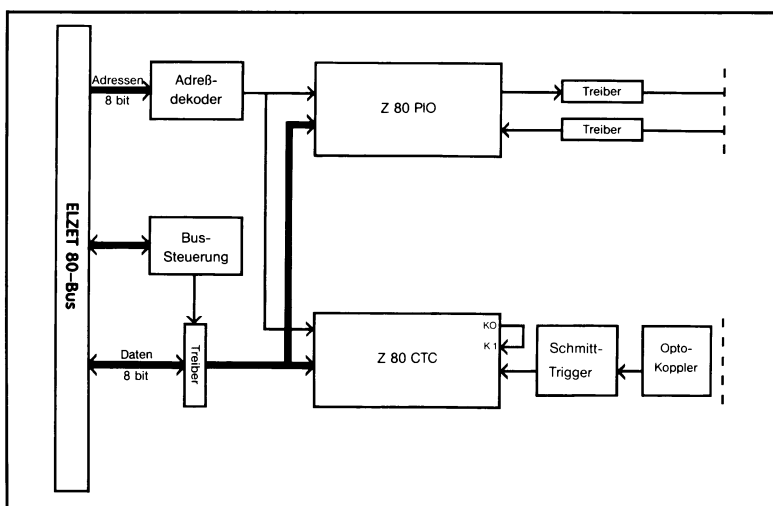 ELZET 80-Bus
Adressen
8 bit
Adreß-
dekoder
Z 80 PIO
Treiber
Treiber
Bus-
Steuerung
Daten
8 bit
Treiber
Z 80 CTC
K0
K 1
Schmitt-
Trigger
Opto-
Koppler